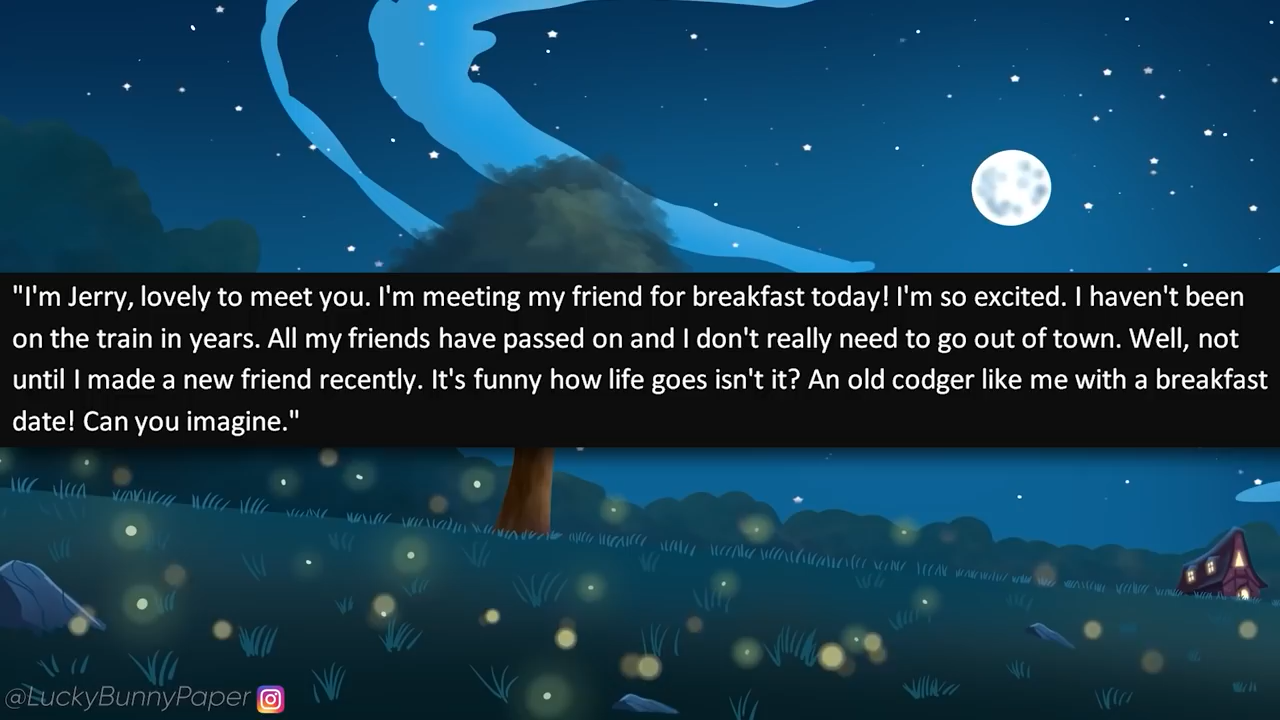 "I'm Jerry, lovely to meet you. I'm meeting my friend for breakfast today! I'm so excited. I haven't been
on the train in years. All my friends have passed on and I don't really need to go out of town. Well, not
until I made a new friend recently. It's funny how life goes isn't it? An old codger like me with a breakfast
date! Can you imagine."
@LuckyBunnyPaper